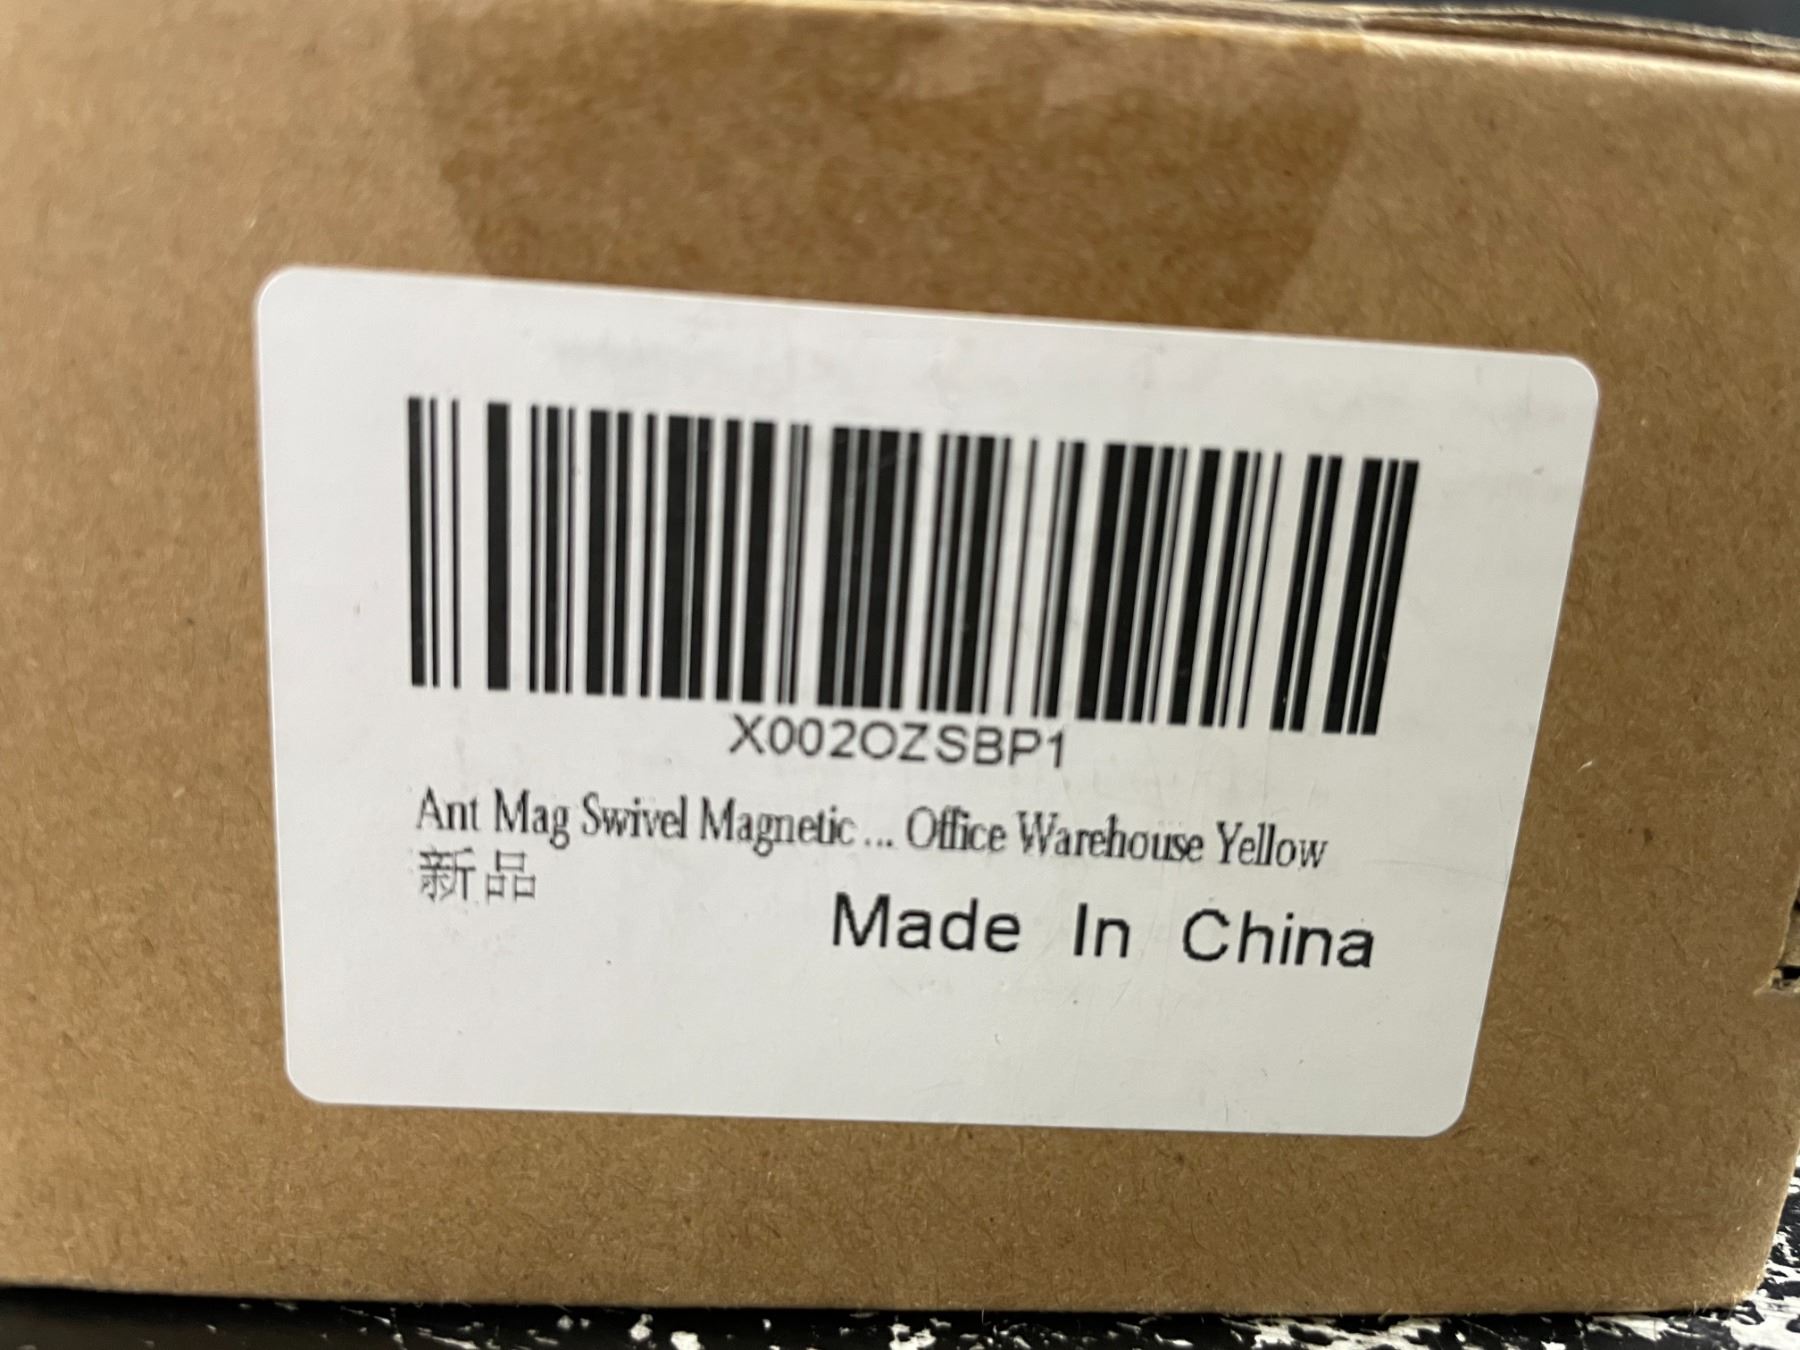 X002OZSBP1
Ant Mag Swivel Magnetic ... Office Warehouse Yellow
新品
Made In China